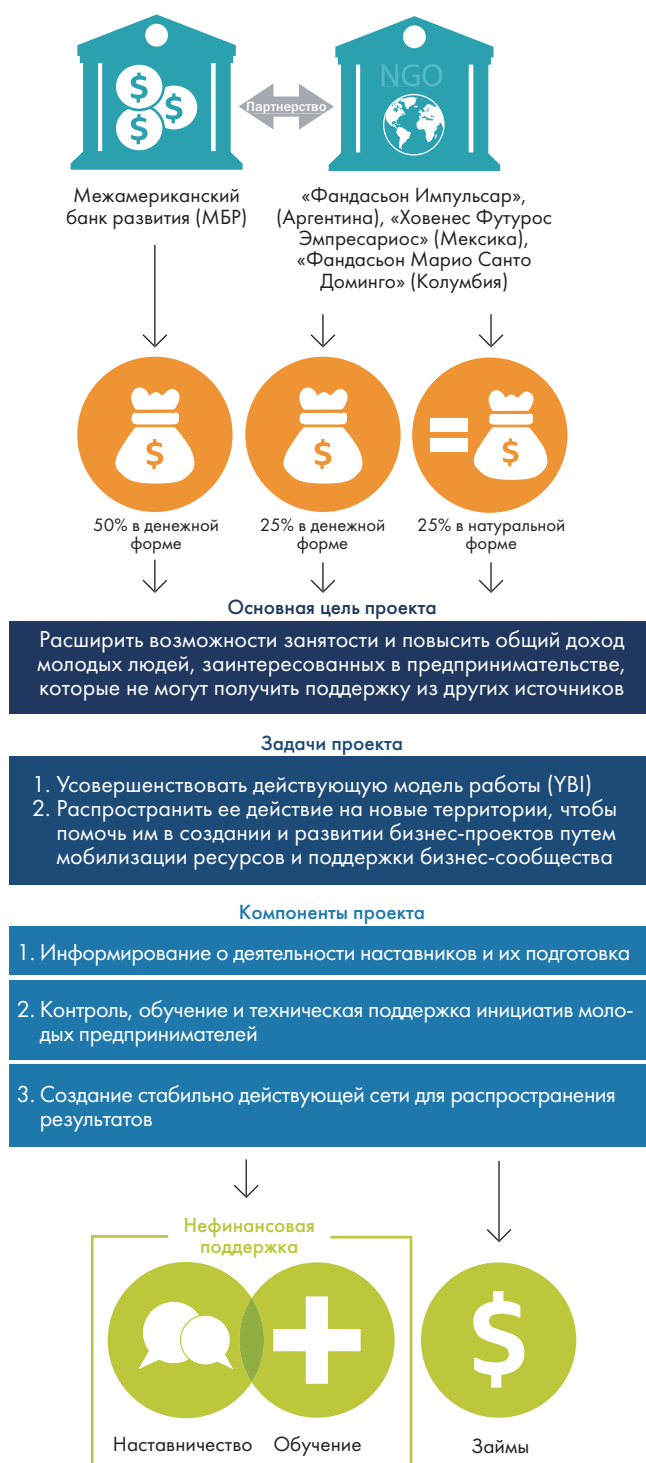 NGO
Партнерство
Межамериканский
банк развития (МБР)
«Фандасьон Импульсар»,
(Аргентина), «Ховенес Футурос
Эмпресариос» (Мексика),
«Фандасьон Марио Санто
Доминго» (Колумбия)
$
$
$
$
$
$
50% в денежной
форме
25% в денежной
форме
25% в натуральной
форме
Основная цель проекта
Расширить возможности занятости и повысить общий доход
молодых людей, заинтересованных в предпринимательстве,
которые не могут получить поддержку из других источников
Задачи проекта
1. Усовершенствовать действующую модель работы (YBI)
2. Распространить ее действие на новые территории, чтобы
помочь им в создании и развитии бизнес-проектов путем
мобилизации ресурсов и поддержки бизнес-сообщества
Компоненты проекта
1. Информирование о деятельности наставников и их подготовка
2. Контроль, обучение и техническая поддержка инициатив моло-
дых предпринимателей
3. Создание стабильно действующей сети для распространения
результатов
Нефинансовая
поддержка
$
Наставничество
Обучение
Займы